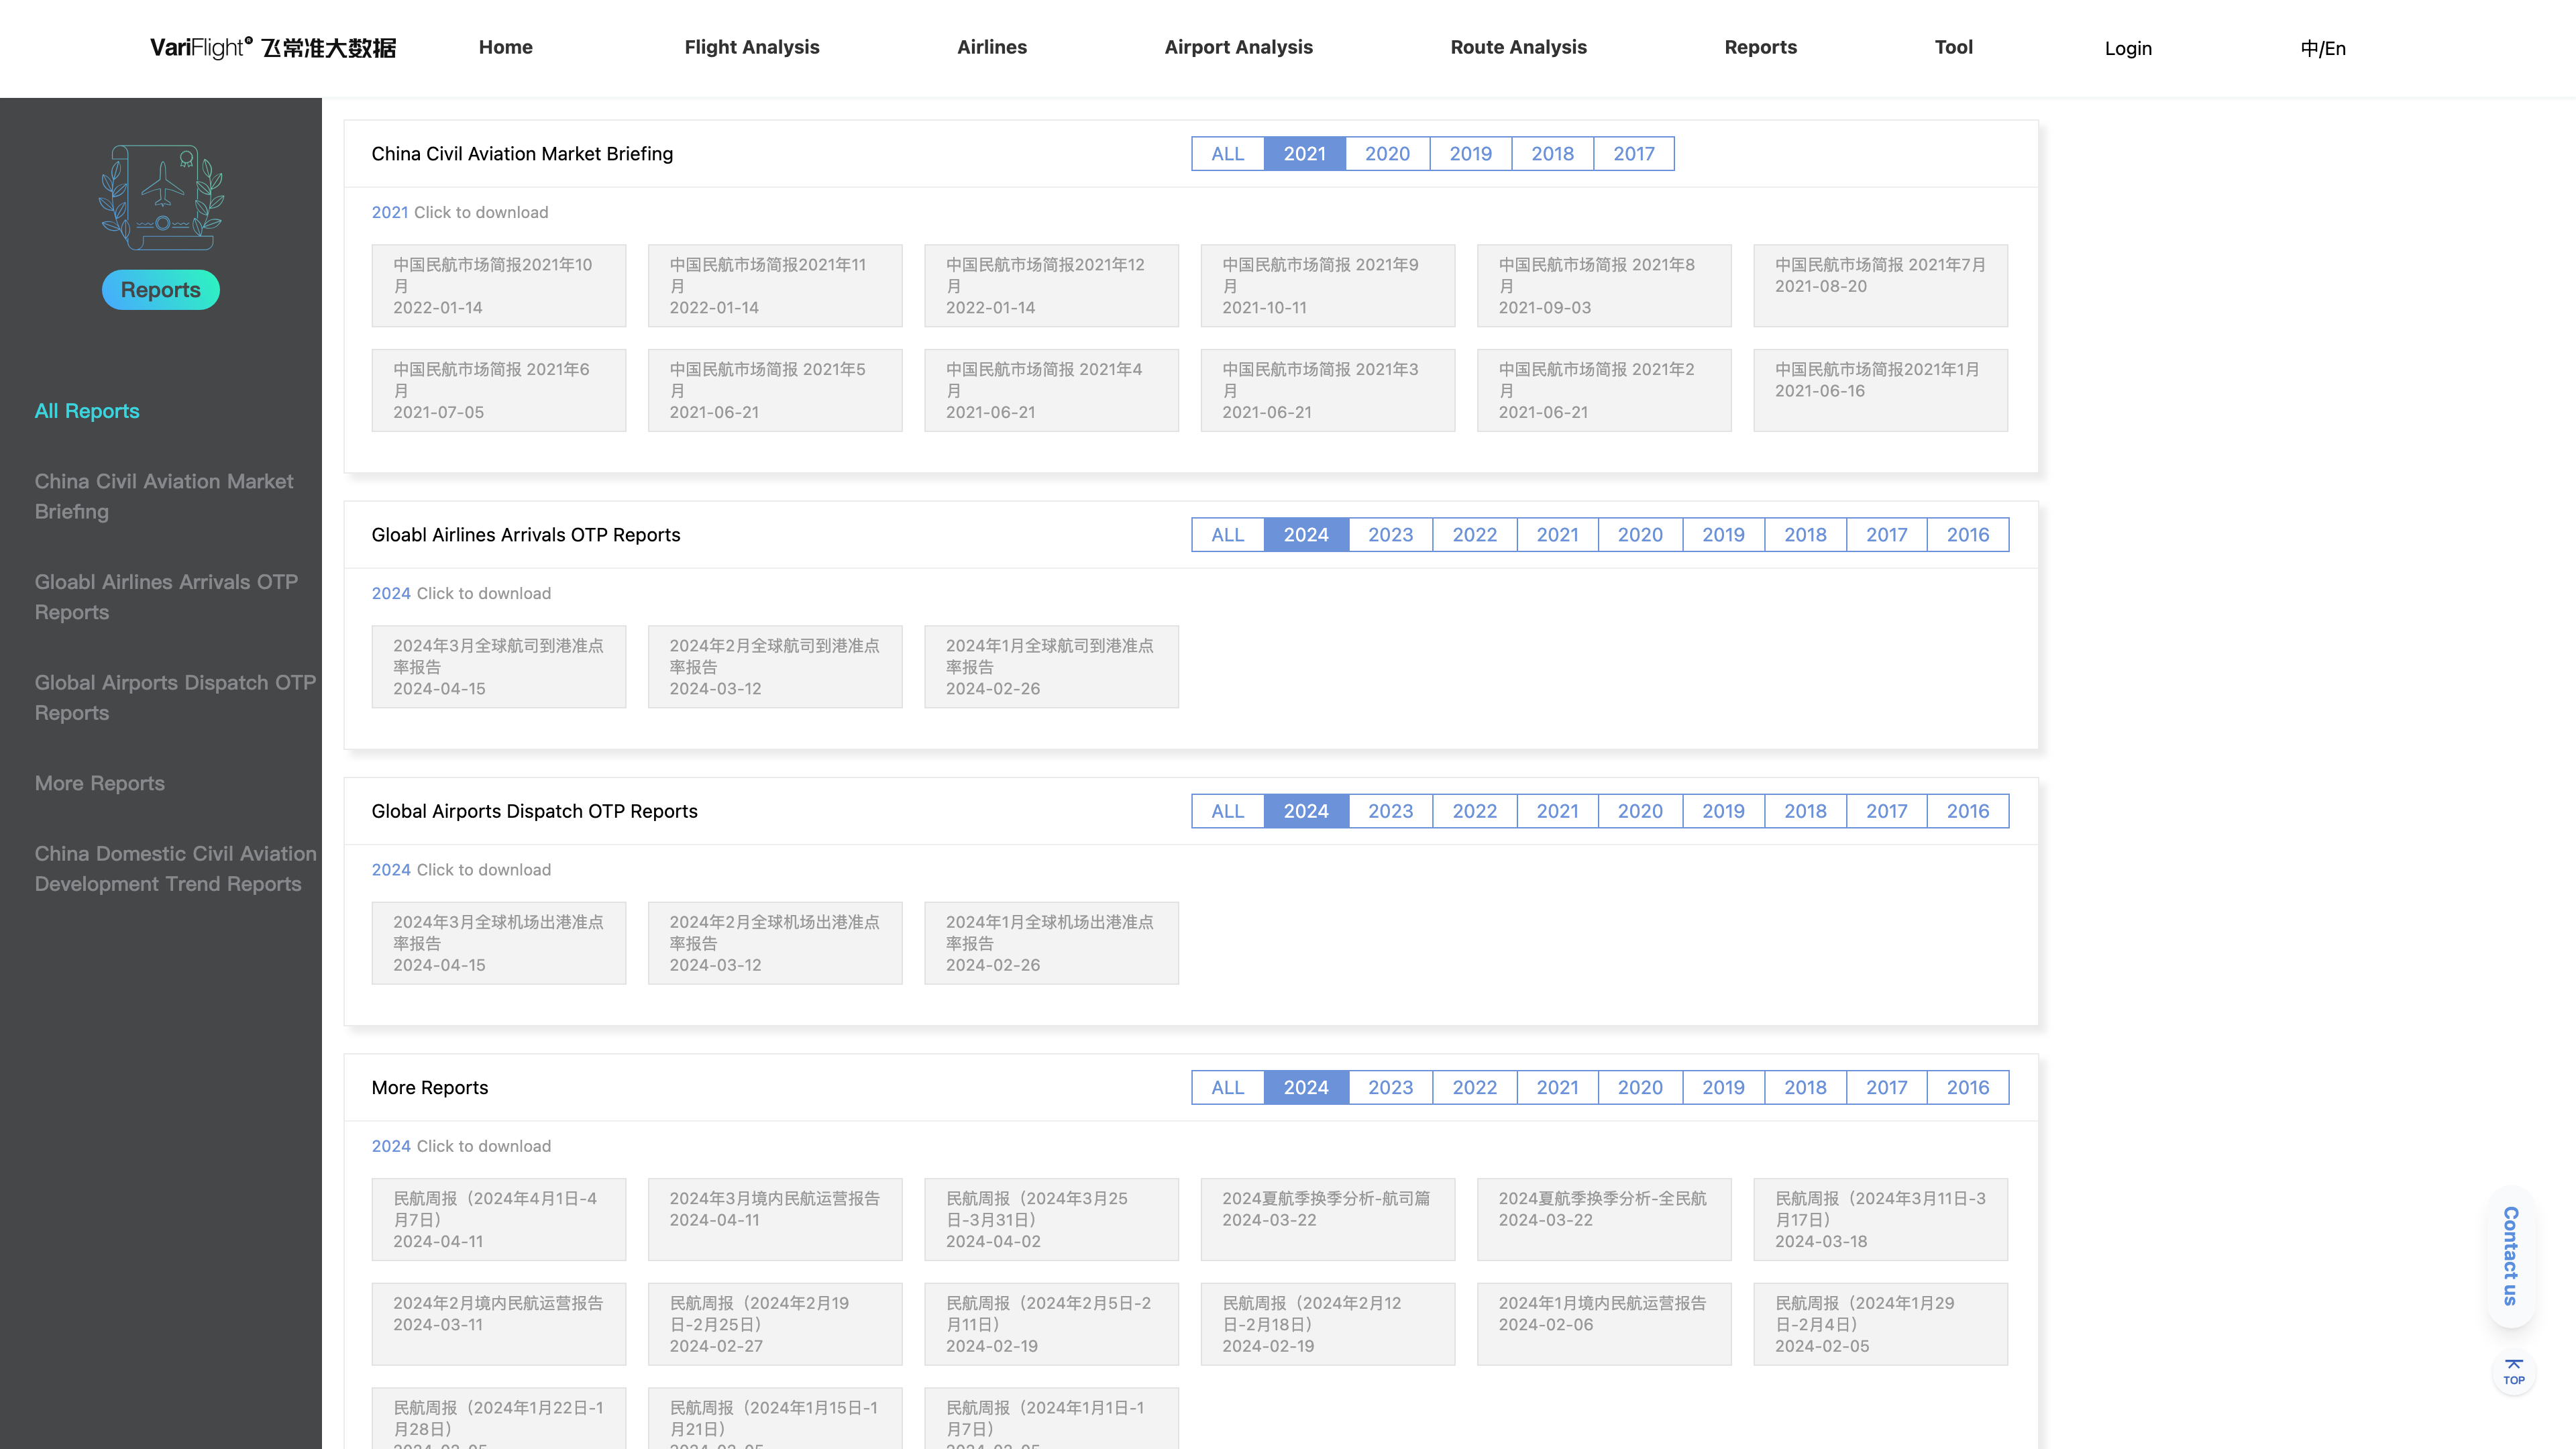 VariFlight® 飞常准大数据
Home
Flight Analysis
Airlines
Airport Analysis
Route Analysis
Reports
Tool
Login
中/En
Reports
All Reports
China Civil Aviation Market
Briefing
Gloabl Airlines Arrivals OTP
Reports
Global Airports Dispatch OTP
Reports
More Reports
China Domestic Civil Aviation
Development Trend Reports
China Civil Aviation Market Briefing
ALL 2021 2020 2019 2018 2017
2021 Click to download
中国民航市场简报2021年10
月
2022-01-14
中国民航市场简报2021年11
月
2022-01-14
中国民航市场简报2021年12
月
2022-01-14
中国民航市场简报 2021年9
月
2021-10-11
中国民航市场简报 2021年8
月
2021-09-03
中国民航市场简报 2021年7月
2021-08-20
中国民航市场简报 2021年6
月
2021-07-05
中国民航市场简报 2021年5
月
2021-06-21
中国民航市场简报 2021年4
月
2021-06-21
中国民航市场简报 2021年3
月
2021-06-21
中国民航市场简报 2021年2
月
2021-06-21
中国民航市场简报2021年1月
2021-06-16
Gloabl Airlines Arrivals OTP Reports
ALL 2024 2023 2022 2021 2020 2019 2018 2017 2016
2024 Click to download
2024年3月全球航司到港准点
率报告
2024-04-15
2024年2月全球航司到港准点
率报告
2024-03-12
2024年1月全球航司到港准点
率报告
2024-02-26
Global Airports Dispatch OTP Reports
ALL 2024 2023 2022 2021 2020 2019 2018 2017 2016
2024 Click to download
2024年3月全球机场出港准点
率报告
2024-04-15
2024年2月全球机场出港准点
率报告
2024-03-12
2024年1月全球机场出港准点
率报告
2024-02-26
More Reports
ALL 2024 2023 2022 2021 2020 2019 2018 2017 2016
2024 Click to download
民航周报（2024年4月1日-4
月7日）
2024-04-11
2024年3月境内民航运营报告
2024-04-11
民航周报（2024年3月25
日-3月31日）
2024-04-02
2024夏航季换季分析-航司篇
2024-03-22
2024夏航季换季分析-全民航
2024-03-22
民航周报（2024年3月11日-3
月17日）
2024-03-18
2024年2月境内民航运营报告
2024-03-11
民航周报（2024年2月19
日-2月25日）
2024-02-27
民航周报（2024年2月5日-2
月11日）
2024-02-19
民航周报（2024年2月12
日-2月18日）
2024-02-19
2024年1月境内民航运营报告
2024-02-06
民航周报（2024年1月29
日-2月4日）
2024-02-05
民航周报（2024年1月22日-1
月28日）
民航周报（2024年1月15日-1
月21日）
民航周报（2024年1月1日-1
月7日）
Contact us
TOP